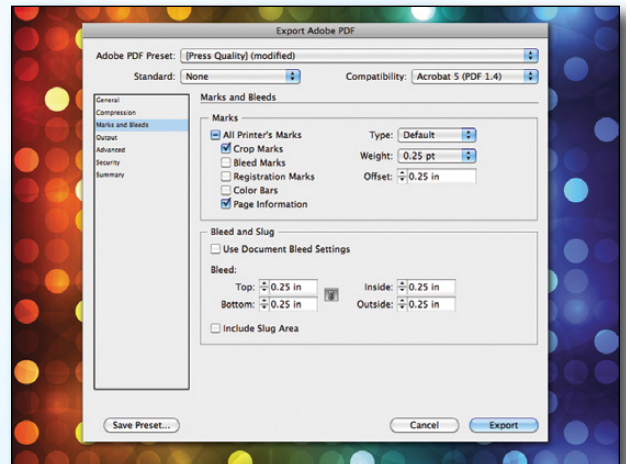 Export Adobe PDF
Adobe PDF Preset: [Press Quality] (modified)
Standard: None Compatibility: Acrobat 5 (PDF 1.4)
General
Compression
Marks and Bleeds
Output
Advanced
Security
Summary
Marks and Bleeds
Marks
All Printer's Marks
Crop Marks
Bleed Marks
Registration Marks
Color Bars
Page Information
Type: Default
Weight: 0.25 pt
Offset: 0.25 in
Bleed and Slug
Use Document Bleed Settings
Bleed:
Top: 0.25 in Inside: 0.25 in
Bottom: 0.25 in Outside: 0.25 in
Include Slug Area
Save Preset... Cancel Export